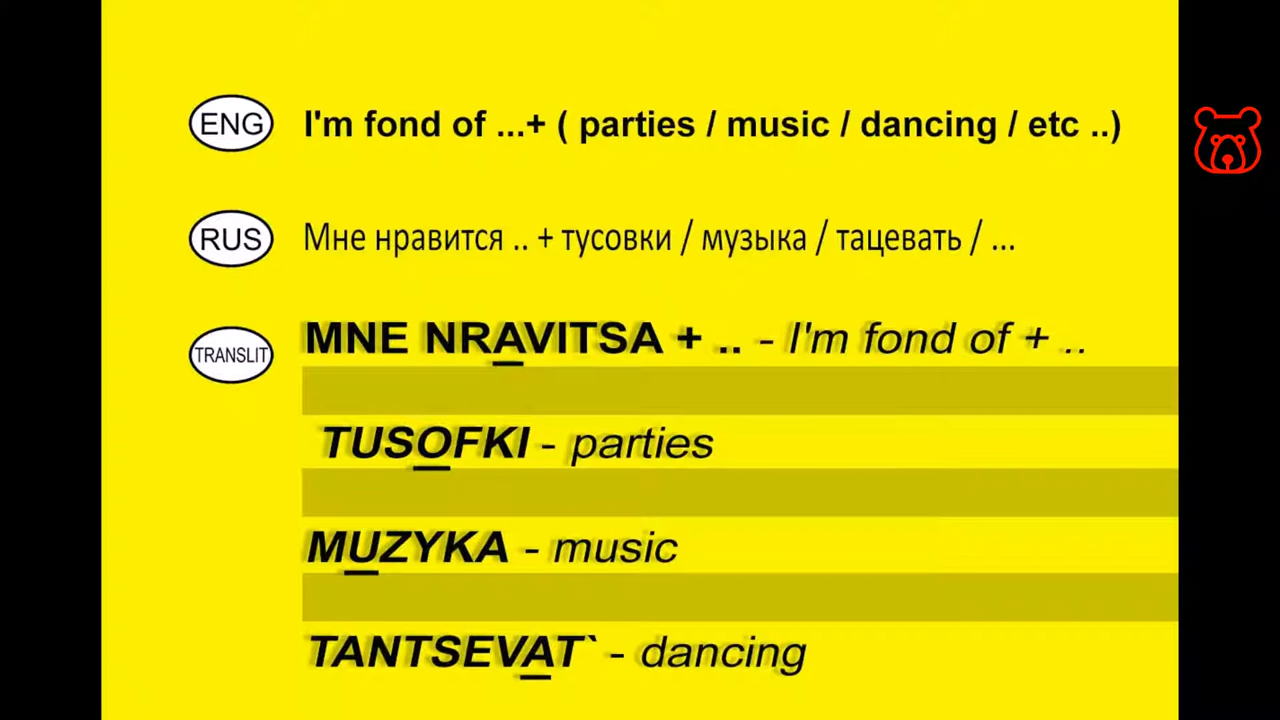 ENG I'm fond of ...+ ( parties / music / dancing / etc ..)
RUS Мне нравится .. + тусовки / музыка / тацевать / ...
TRANSLIT MNE NRAVITSA + .. - I'm fond of + ..
TUSOFKI - parties
MUZYKA - music
TANTSEVAT` - dancing